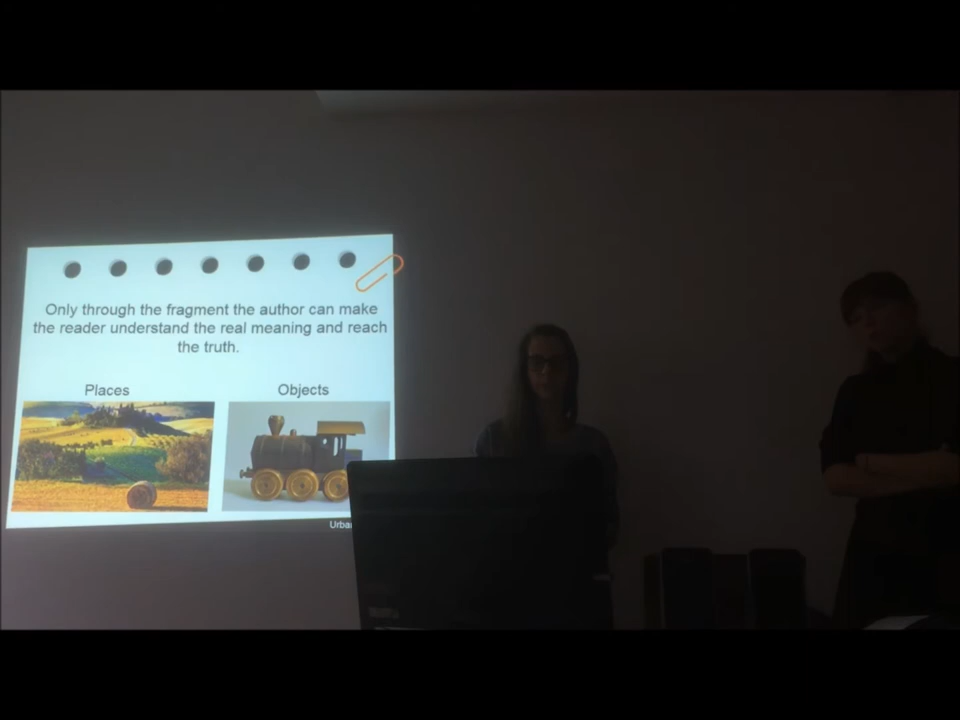 Only through the fragment the author can make
the reader understand the real meaning and reach
the truth.
Places
Objects